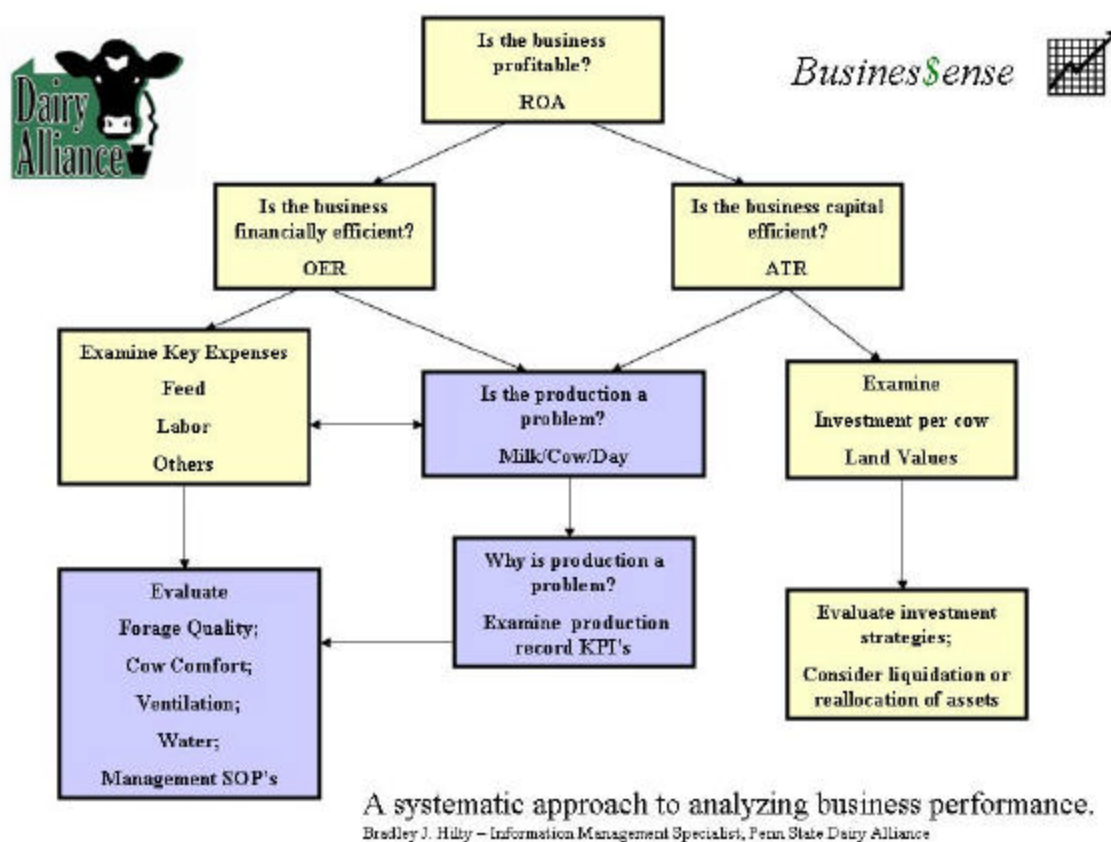 Dairy
Alliance
Busines$ense
Is the business
profitable?
ROA
Is the business
financially efficient?
OER
Is the business capital
efficient?
ATR
Examine Key Expenses
Feed
Labor
Others
Is the production a
problem?
Milk/Cow/Day
Examine
Investment per cow
Land Values
Evaluate
Forage Quality;
Cow Comfort;
Ventilation;
Water;
Management SOP's
Why is production a
problem?
Examine production
record KPI's
Evaluate investment
strategies;
Consider liquidation or
reallocation of assets
A systematic approach to analyzing business performance.
Bradley J. Hilty – Information Management Specialist, Penn State Dairy Alliance